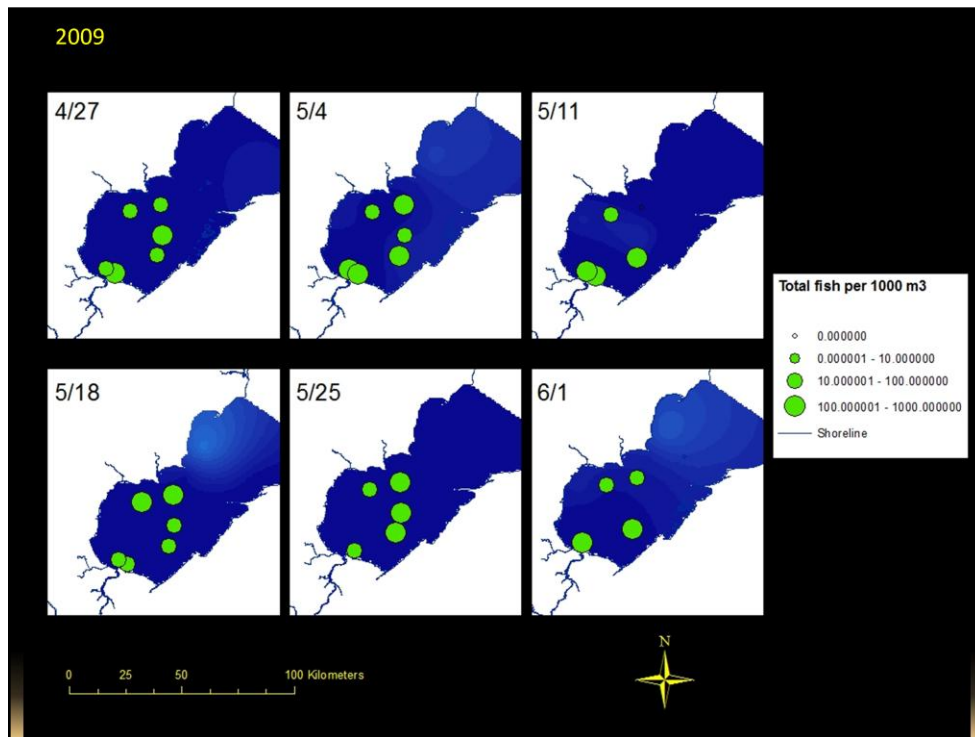 2009
4/27
5/4
5/11
Total fish per 1000 m3
0.000000
0.000001 - 10.000000
10.000001 - 100.000000
100.000001 - 1000.000000
Shoreline
5/18
5/25
6/1
N
0 25 50 100 Kilometers